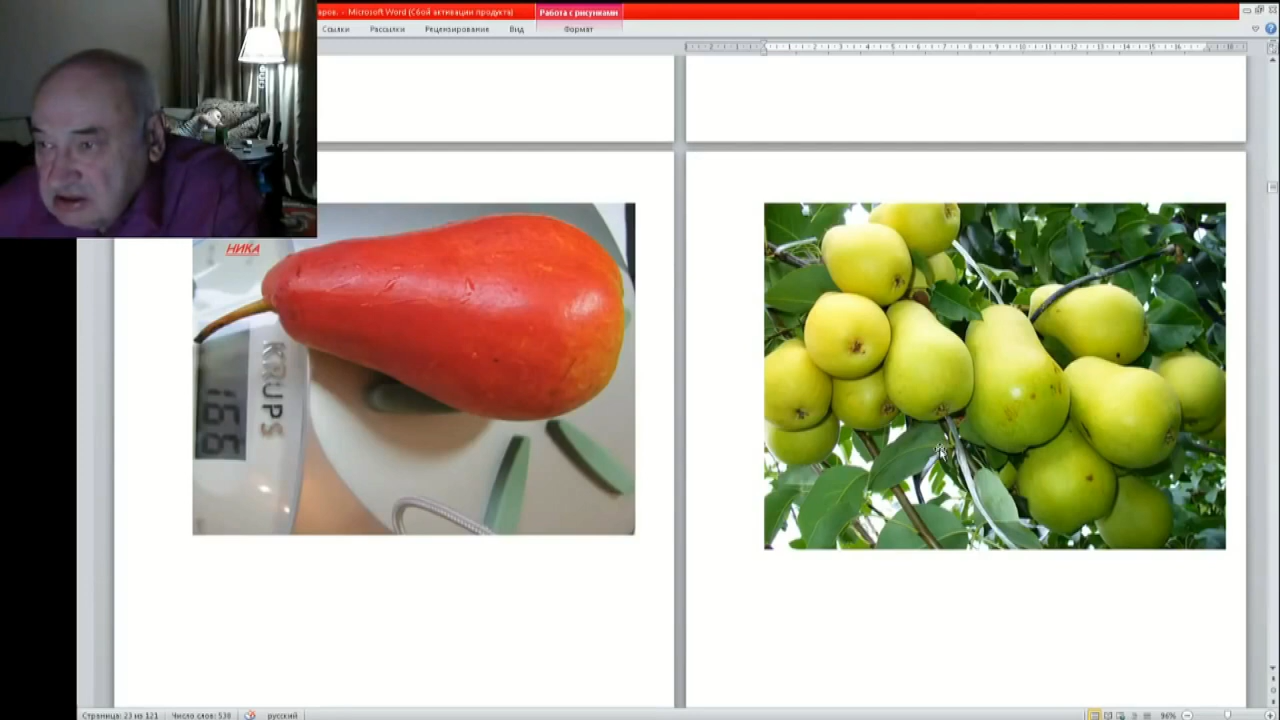 аров. - Microsoft Word (Сбой активации продукта)
Работа с рисунками
Ссылки Рассылки Рецензирование Вид Формат
НИКА
KRUPS
166
Страница: 23 из 121 Число слов: 538 русский 96%